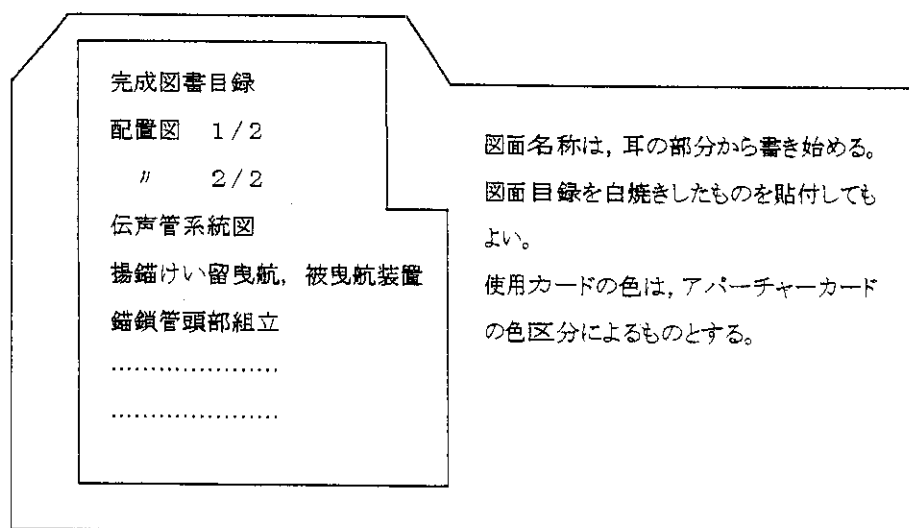 完成図書目録
配置図 1/2
〃 2/2
伝声管系統図
揚錨けい留曳航，被曳航装置
錨鎖管頭部組立
…………………
…………………
図面名称は，耳の部分から書き始める。
図面目録を白焼きしたものを貼付しても
よい。
使用カードの色は，アパーチャーカード
の色区分によるものとする。